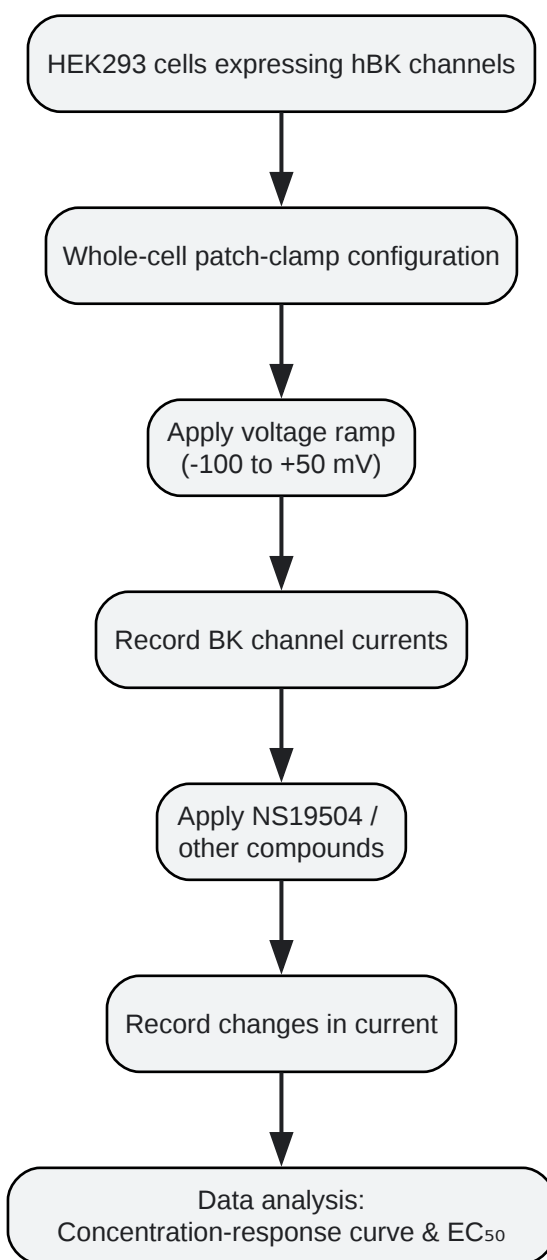 HEK293 cells expressing hBK channels
Whole-cell patch-clamp configuration
Apply voltage ramp
(-100 to +50 mV)
Record BK channel currents
Apply NS19504 /
other compounds
Record changes in current
Data analysis:
Concentration-response curve & EC₅₀